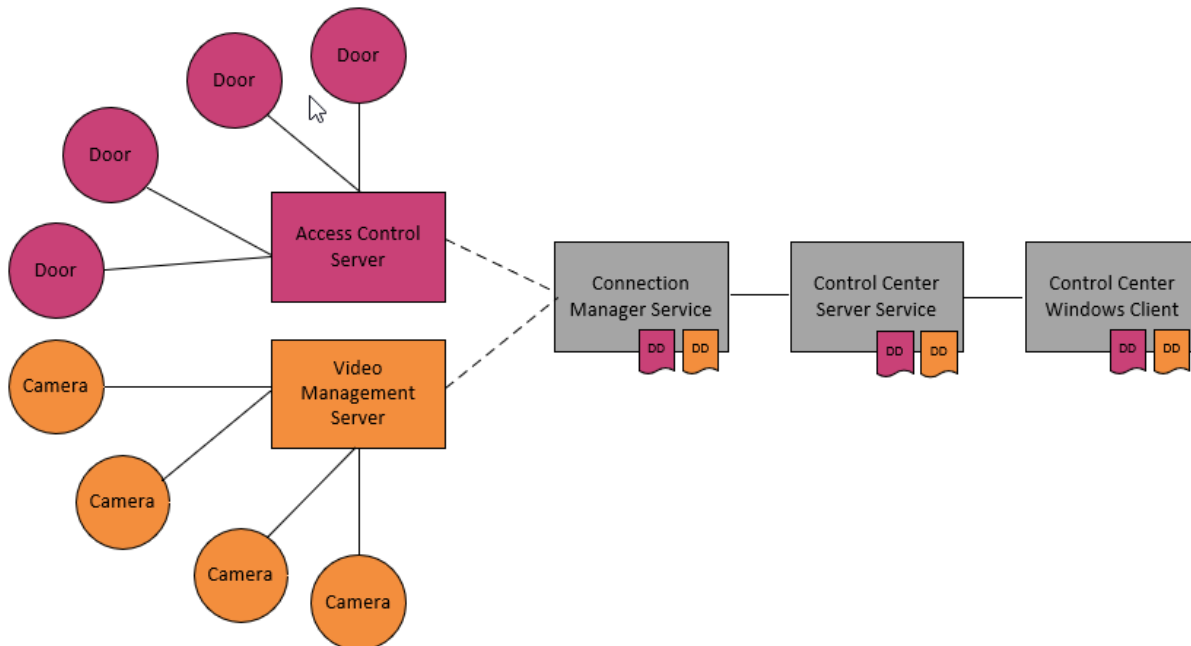 Door
Door
Door
Door
Access Control
Server
Connection
Manager Service
DD
DD
Control Center
Server Service
DD
DD
Control Center
Windows Client
DD
DD
Video
Management
Server
Camera
Camera
Camera
Camera